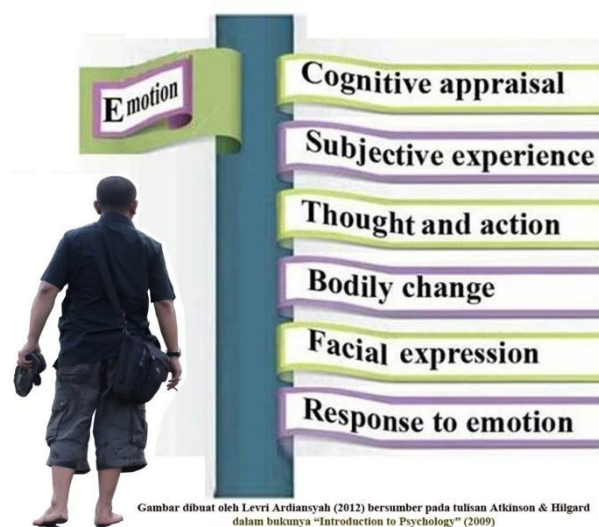 Emotion
Cognitive appraisal
Subjective experience
Thought and action
Bodily change
Facial expression
Response to emotion
Gambar dibuat oleh Levri Ardiansyah (2012) bersumber pada tulisan Atkinson & Hilgard
dalam bukunya “Introduction to Psychology” (2009)